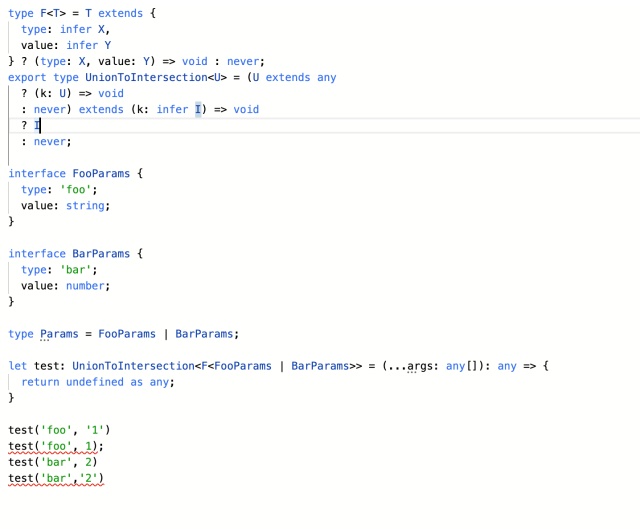 type F<T> = T extends {
  type: infer X,
  value: infer Y
} ? (type: X, value: Y) => void : never;
export type UnionToIntersection<U> = (U extends any
  ? (k: U) => void
  : never) extends (k: infer I) => void
  ? I
  : never;

interface FooParams {
  type: 'foo';
  value: string;
}

interface BarParams {
  type: 'bar';
  value: number;
}

type Params = FooParams | BarParams;

let test: UnionToIntersection<F<FooParams | BarParams>> = (...args: any[]): any => {
  return undefined as any;
}

test('foo', '1')
test('foo', 1);
test('bar', 2)
test('bar','2')